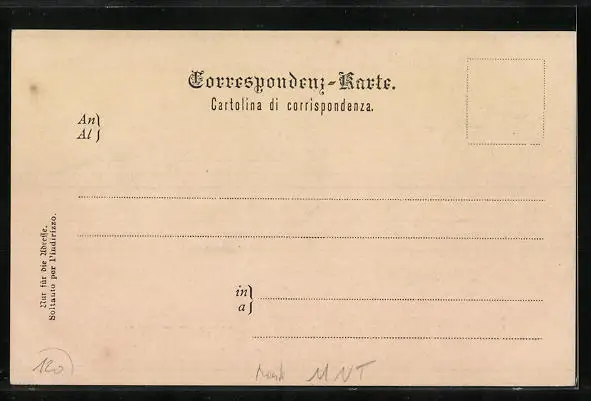 Correspondenz-Karte.
Cartolina di corrispondenza.
An
Al
in
a
Nur für die Adresse.
Soltanto per l'indirizzo.
120
MNT